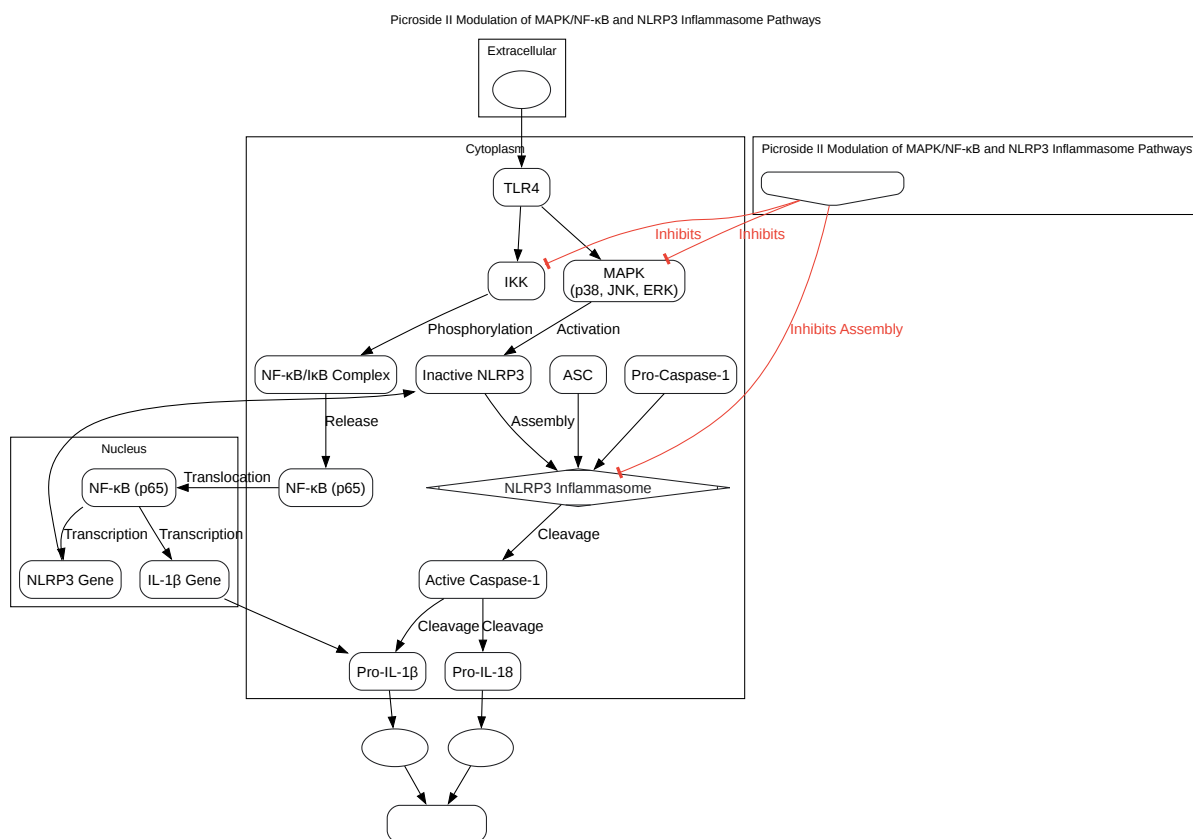 Picroside II Modulation of MAPK/NF-κB and NLRP3 Inflammasome Pathways
Extracellular
Cytoplasm
Picroside II Modulation of MAPK/NF-κB and NLRP3 Inflammasome Pathways
TLR4
Inhibits
Inhibits
IKK
MAPK
(p38, JNK, ERK)
Phosphorylation
Activation
Inhibits Assembly
NF-κB/IκB Complex
Inactive NLRP3
ASC
Pro-Caspase-1
Release
Assembly
Nucleus
NF-κB (p65)
Translocation
NF-κB (p65)
NLRP3 Inflammasome
Transcription
Transcription
Cleavage
NLRP3 Gene
IL-1β Gene
Active Caspase-1
Cleavage
Cleavage
Pro-IL-1β
Pro-IL-18